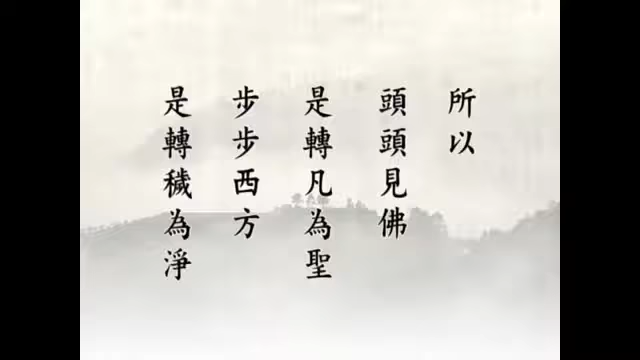 所以
頭頭見佛
是轉凡為聖
步步西方
是轉穢為淨